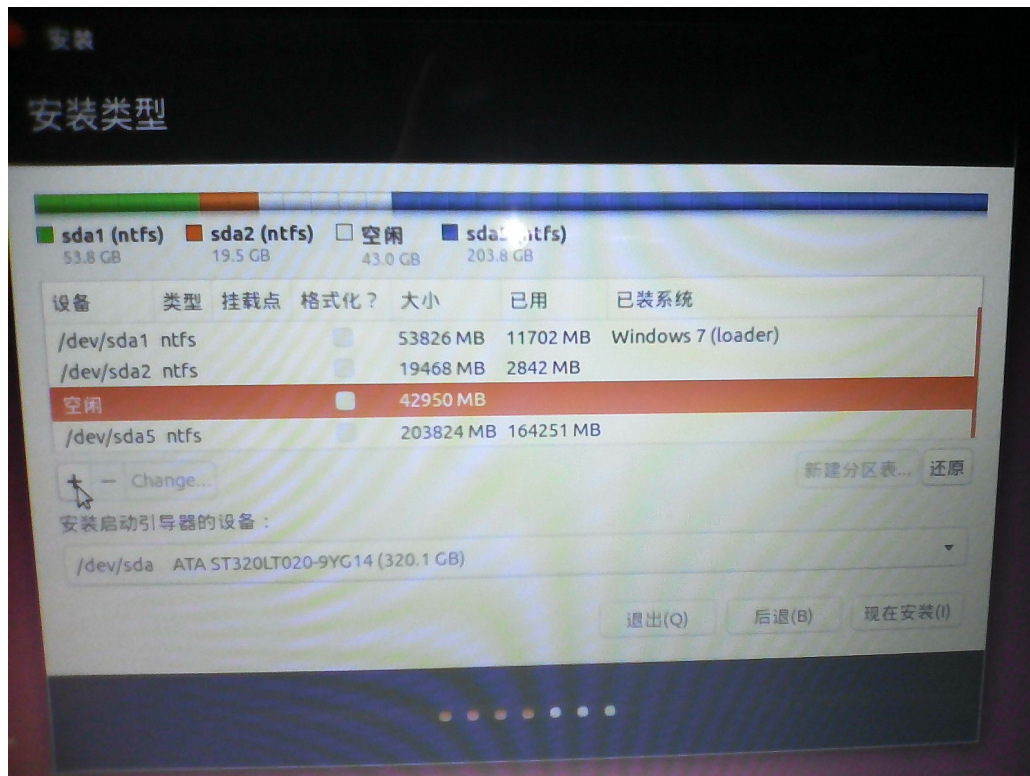 安装
安装类型
sda1 (ntfs) sda2 (ntfs) 空闲 sda ntfs)
53.8 GB 19.5 GB 43.0 GB 203.8 GB
设备 类型 挂载点 格式化？ 大小 已用 已装系统
/dev/sda1 ntfs 53826 MB 11702 MB Windows 7 (loader)
/dev/sda2 ntfs 19468 MB 2842 MB
空闲 42950 MB
/dev/sda5 ntfs 203824 MB 164251 MB
+ − Change... 新建分区表... 还原
安装启动引导器的设备：
/dev/sda ATA ST320LT020-9YG14 (320.1 GB)
退出(Q) 后退(B) 现在安装(I)